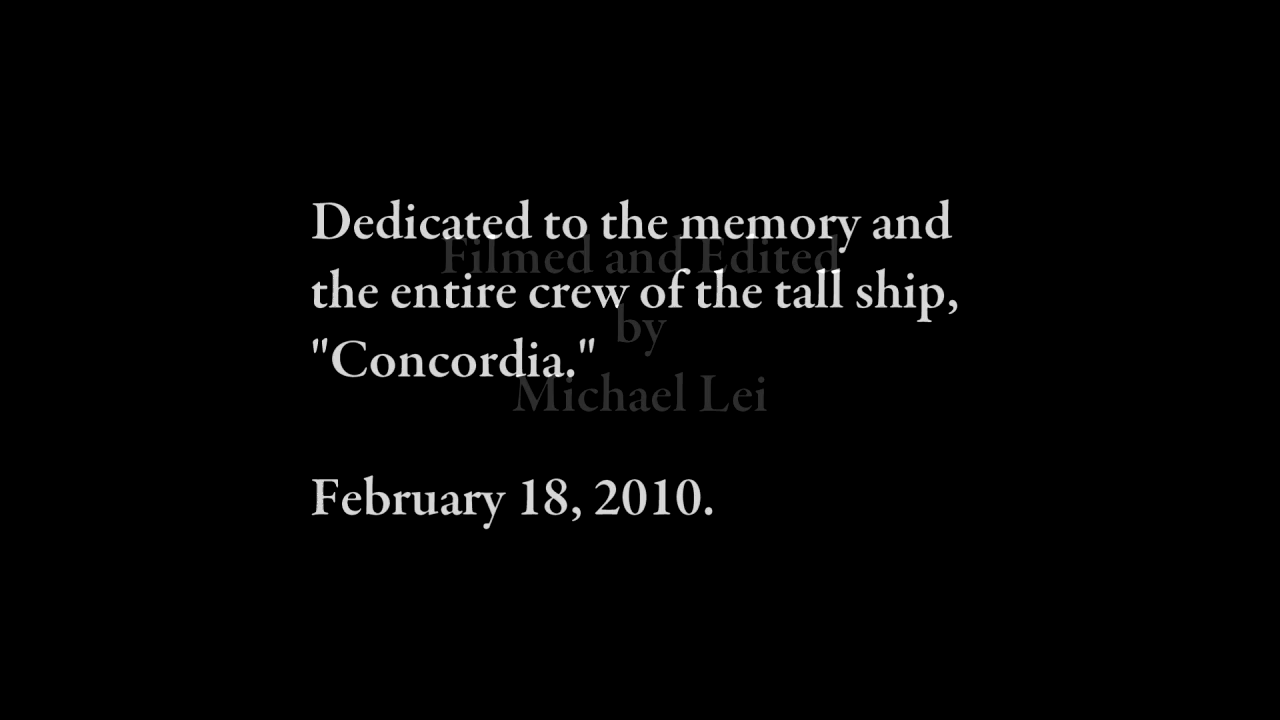 Dedicated to the memory and
Filmed and Edited
the entire crew of the tall ship,
by
"Concordia."
Michael Lei
February 18, 2010.